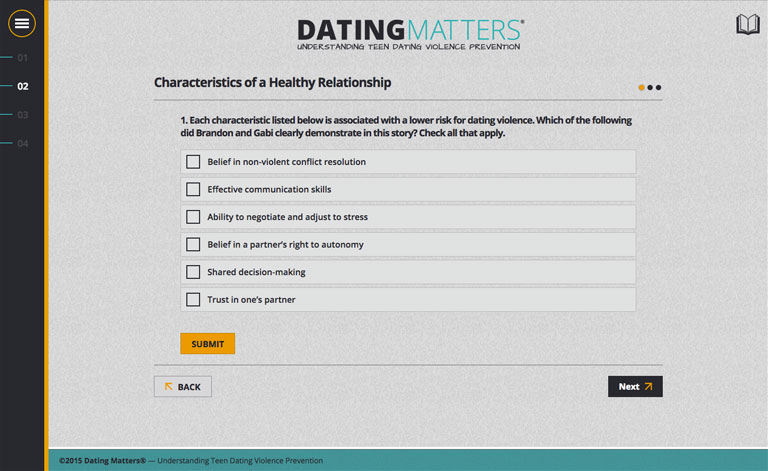 DATINGMATTERS®
UNDERSTANDING TEEN DATING VIOLENCE PREVENTION
01
02
03
04
Characteristics of a Healthy Relationship
1. Each characteristic listed below is associated with a lower risk for dating violence. Which of the following
did Brandon and Gabi clearly demonstrate in this story? Check all that apply.
Belief in non-violent conflict resolution
Effective communication skills
Ability to negotiate and adjust to stress
Belief in a partner's right to autonomy
Shared decision-making
Trust in one's partner
SUBMIT
BACK
Next
©2015 Dating Matters® — Understanding Teen Dating Violence Prevention